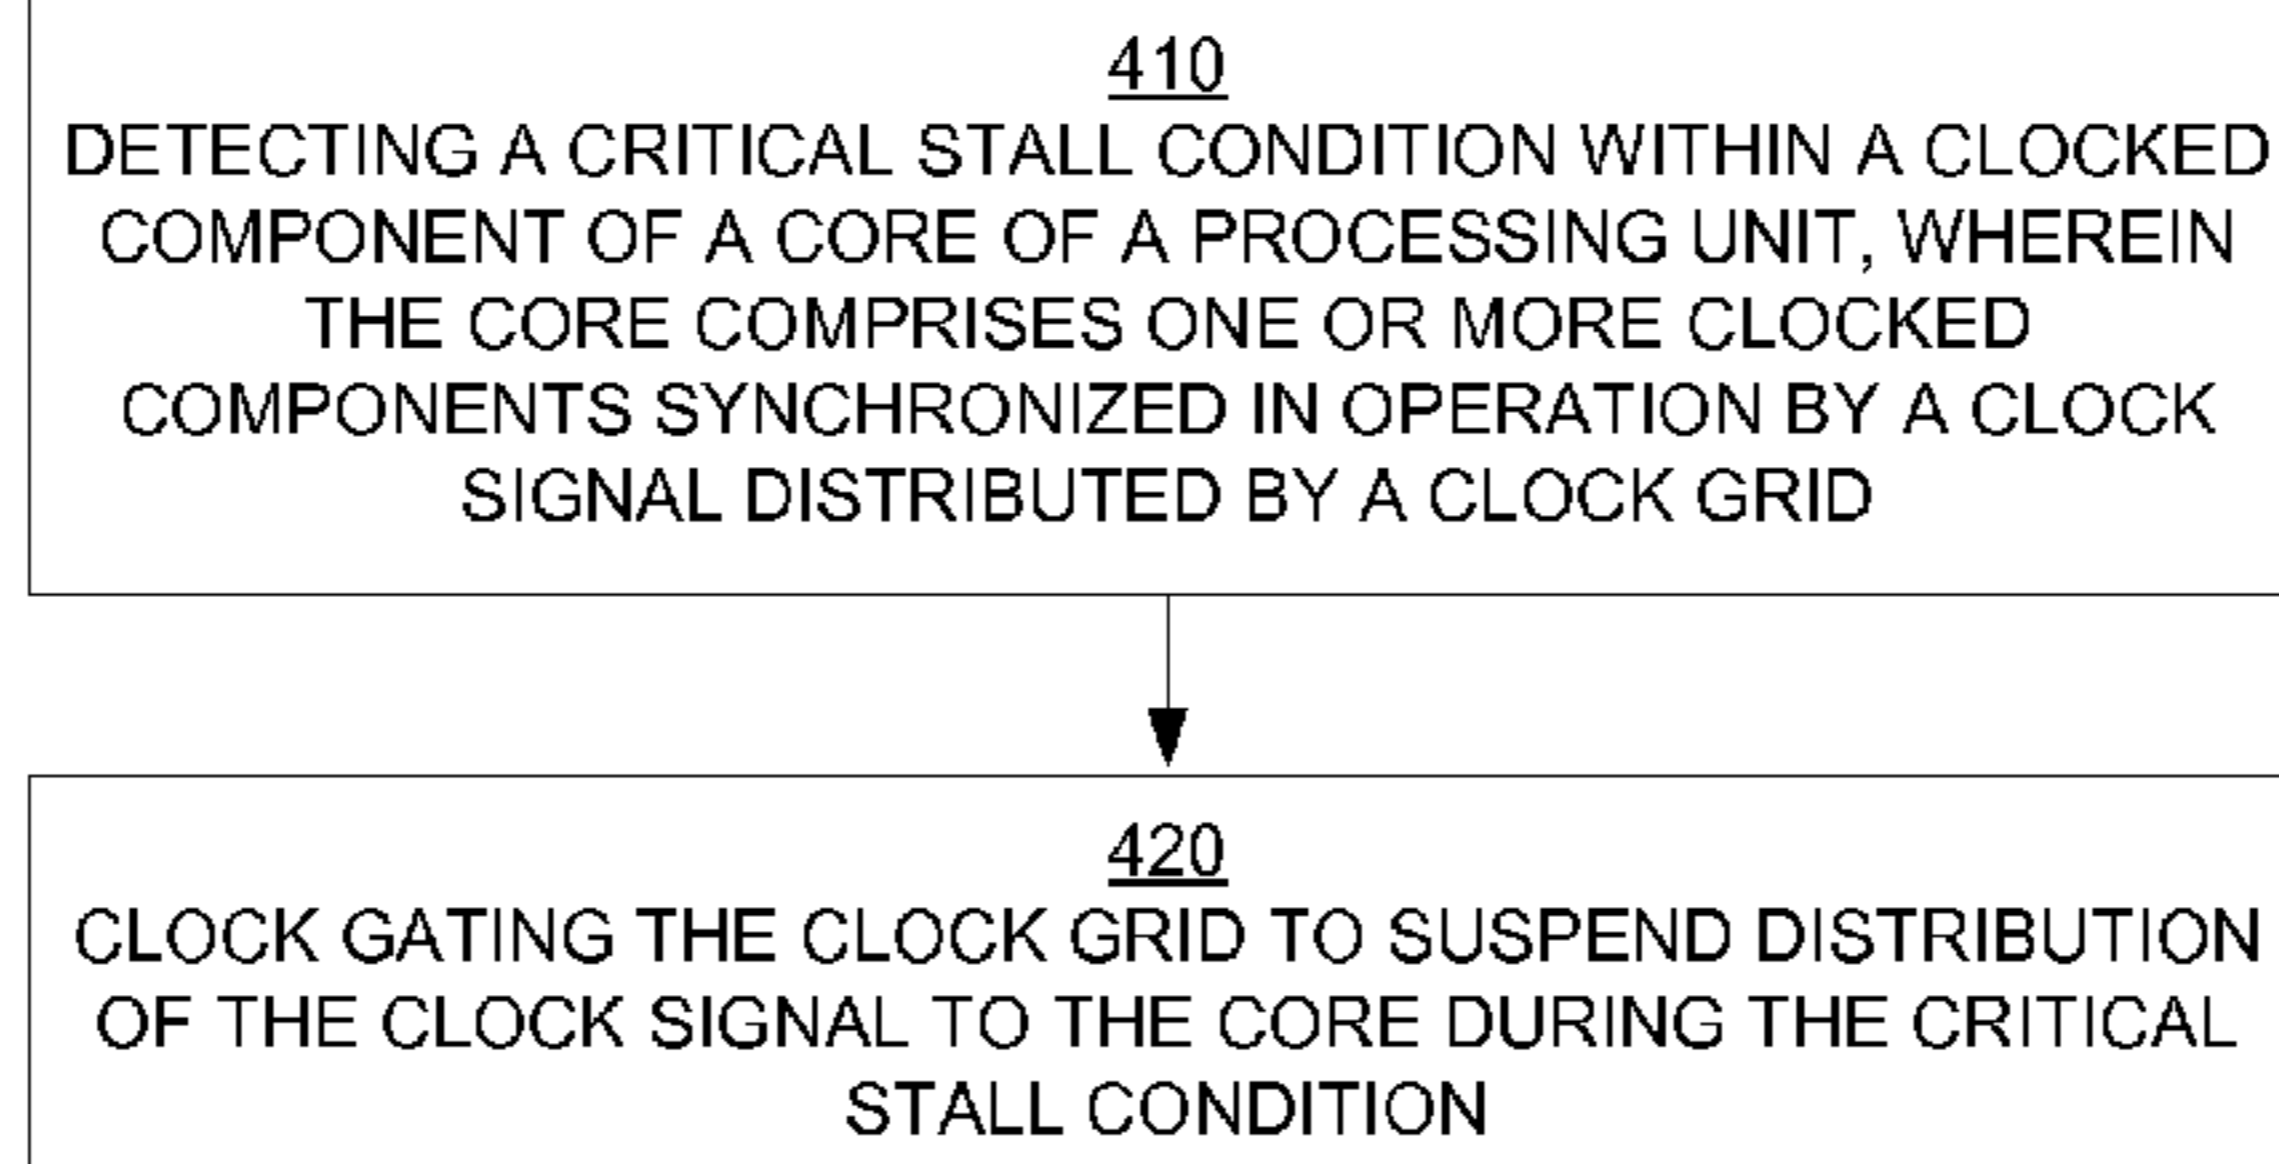 410
DETECTING A CRITICAL STALL CONDITION WITHIN A CLOCKED
COMPONENT OF A CORE OF A PROCESSING UNIT, WHEREIN
THE CORE COMPRISES ONE OR MORE CLOCKED
COMPONENTS SYNCHRONIZED IN OPERATION BY A CLOCK
SIGNAL DISTRIBUTED BY A CLOCK GRID
420
CLOCK GATING THE CLOCK GRID TO SUSPEND DISTRIBUTION
OF THE CLOCK SIGNAL TO THE CORE DURING THE CRITICAL
STALL CONDITION